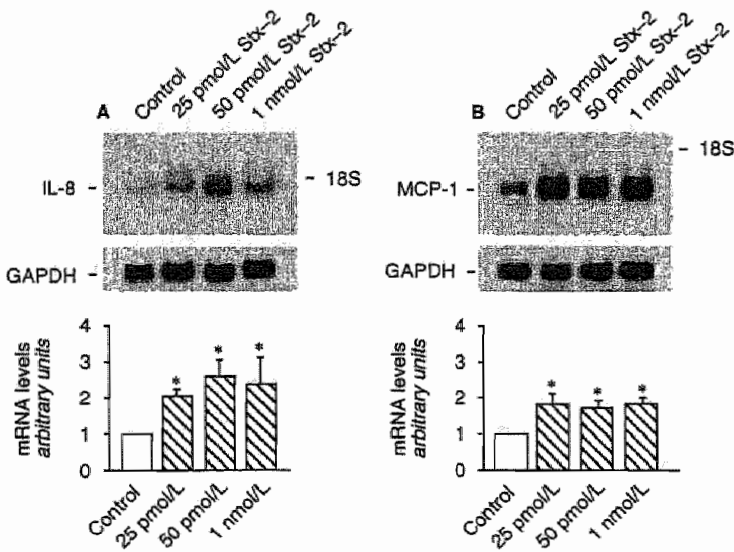 A
Control
25 pmol/L Stx–2
50 pmol/L Stx–2
1 nmol/L Stx–2
IL-8 –
– 18S
GAPDH –
mRNA levels
arbitrary units
4
3
2
1
0
*
*
*
Control
25 pmol/L
50 pmol/L
1 nmol/L
B
Control
25 pmol/L Stx–2
50 pmol/L Stx–2
1 nmol/L Stx–2
– 18S
MCP-1 –
GAPDH –
mRNA levels
arbitrary units
4
3
2
1
0
*
*
*
Control
25 pmol/L
50 pmol/L
1 nmol/L